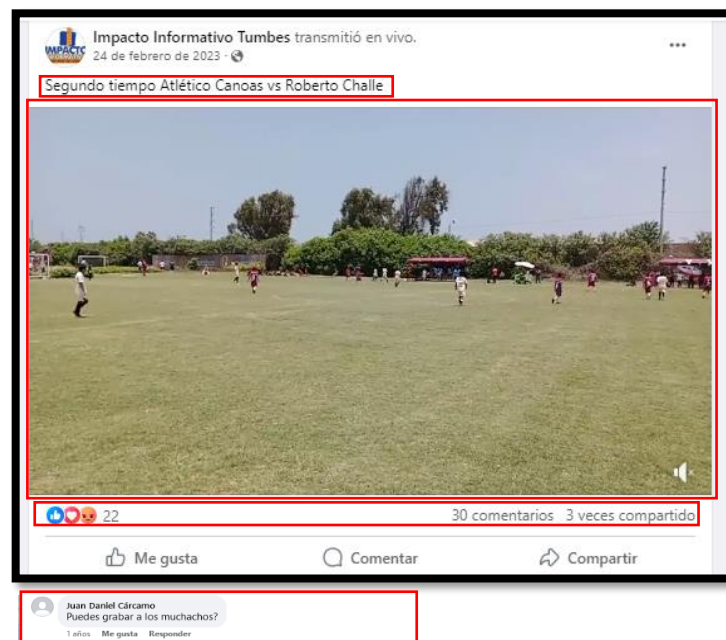 IMPACTO
Impacto Informativo Tumbes transmitió en vivo.
24 de febrero de 2023 ·
Segundo tiempo Atlético Canoas vs Roberto Challe
22
30 comentarios 3 veces compartido
Me gusta Comentar Compartir
Juan Daniel Cárcamo
Puedes grabar a los muchachos?
1 años Me gusta Responder